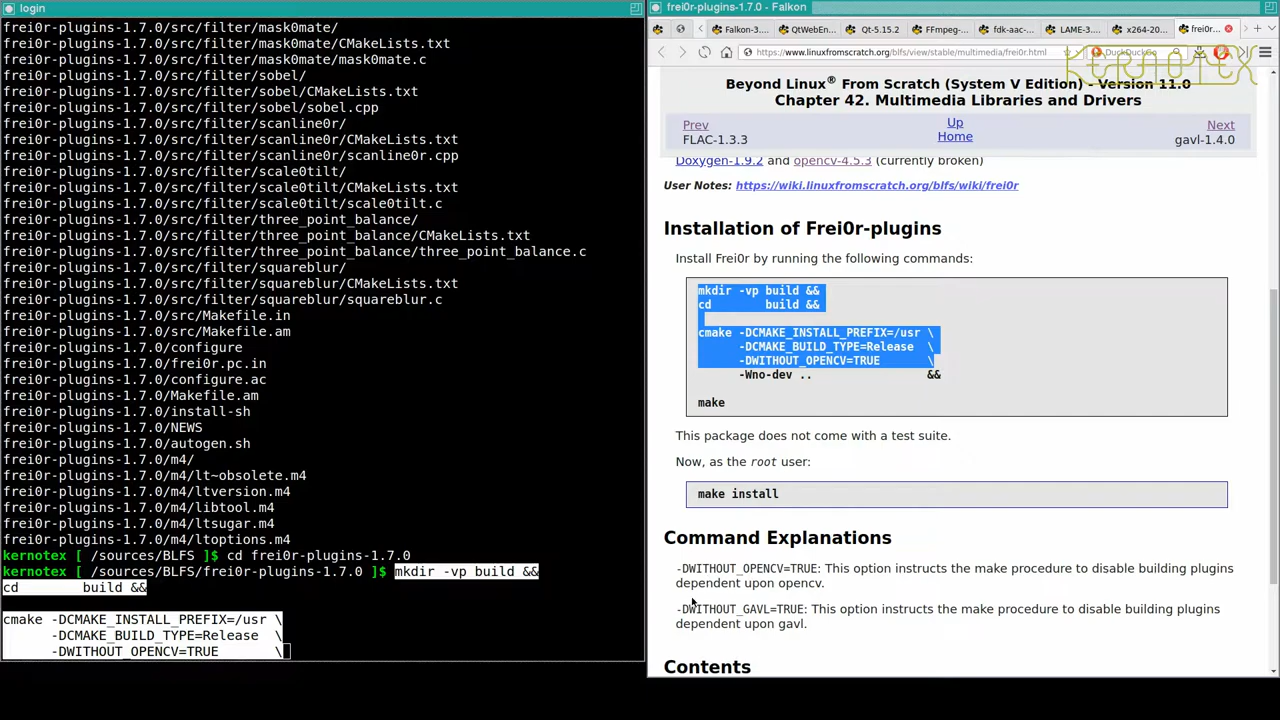 login
frei0r-plugins-1.7.0/src/filter/mask0mate/
frei0r-plugins-1.7.0/src/filter/mask0mate/CMakeLists.txt
frei0r-plugins-1.7.0/src/filter/mask0mate/mask0mate.c
frei0r-plugins-1.7.0/src/filter/sobel/
frei0r-plugins-1.7.0/src/filter/sobel/CMakeLists.txt
frei0r-plugins-1.7.0/src/filter/sobel/sobel.cpp
frei0r-plugins-1.7.0/src/filter/scanline0r/
frei0r-plugins-1.7.0/src/filter/scanline0r/CMakeLists.txt
frei0r-plugins-1.7.0/src/filter/scanline0r/scanline0r.cpp
frei0r-plugins-1.7.0/src/filter/scale0tilt/
frei0r-plugins-1.7.0/src/filter/scale0tilt/CMakeLists.txt
frei0r-plugins-1.7.0/src/filter/scale0tilt/scale0tilt.c
frei0r-plugins-1.7.0/src/filter/three_point_balance/
frei0r-plugins-1.7.0/src/filter/three_point_balance/CMakeLists.txt
frei0r-plugins-1.7.0/src/filter/three_point_balance/three_point_balance.c
frei0r-plugins-1.7.0/src/filter/squareblur/
frei0r-plugins-1.7.0/src/filter/squareblur/CMakeLists.txt
frei0r-plugins-1.7.0/src/filter/squareblur/squareblur.c
frei0r-plugins-1.7.0/src/Makefile.in
frei0r-plugins-1.7.0/src/Makefile.am
frei0r-plugins-1.7.0/configure
frei0r-plugins-1.7.0/frei0r.pc.in
frei0r-plugins-1.7.0/configure.ac
frei0r-plugins-1.7.0/Makefile.am
frei0r-plugins-1.7.0/install-sh
frei0r-plugins-1.7.0/NEWS
frei0r-plugins-1.7.0/autogen.sh
frei0r-plugins-1.7.0/m4/
frei0r-plugins-1.7.0/m4/lt~obsolete.m4
frei0r-plugins-1.7.0/m4/ltversion.m4
frei0r-plugins-1.7.0/m4/libtool.m4
frei0r-plugins-1.7.0/m4/ltsugar.m4
frei0r-plugins-1.7.0/m4/ltoptions.m4
kernotex [ /sources/BLFS ]$ cd frei0r-plugins-1.7.0
kernotex [ /sources/BLFS/frei0r-plugins-1.7.0 ]$ mkdir -vp build &&
cd        build &&
cmake -DCMAKE_INSTALL_PREFIX=/usr \
      -DCMAKE_BUILD_TYPE=Release  \
      -DWITHOUT_OPENCV=TRUE       \
frei0r-plugins-1.7.0 - Falkon
Falkon-3... QtWebEn... Qt-5.15.2 FFmpeg-... fdk-aac-... LAME-3... x264-20... frei0r...
https://www.linuxfromscratch.org/blfs/view/stable/multimedia/frei0r.html DuckDuckGo
KERNOTEX
Beyond Linux® From Scratch (System V Edition) - Version 11.0
Chapter 42. Multimedia Libraries and Drivers
Prev Up Next
FLAC-1.3.3 Home gavl-1.4.0
Doxygen-1.9.2 and opencv-4.5.3 (currently broken)
User Notes: https://wiki.linuxfromscratch.org/blfs/wiki/frei0r
Installation of Frei0r-plugins
Install Frei0r by running the following commands:
mkdir -vp build &&
cd        build &&
cmake -DCMAKE_INSTALL_PREFIX=/usr \
      -DCMAKE_BUILD_TYPE=Release  \
      -DWITHOUT_OPENCV=TRUE       \
      -Wno-dev ..                 &&
make
This package does not come with a test suite.
Now, as the root user:
make install
Command Explanations
-DWITHOUT_OPENCV=TRUE: This option instructs the make procedure to disable building plugins
dependent upon opencv.
-DWITHOUT_GAVL=TRUE: This option instructs the make procedure to disable building plugins
dependent upon gavl.
Contents